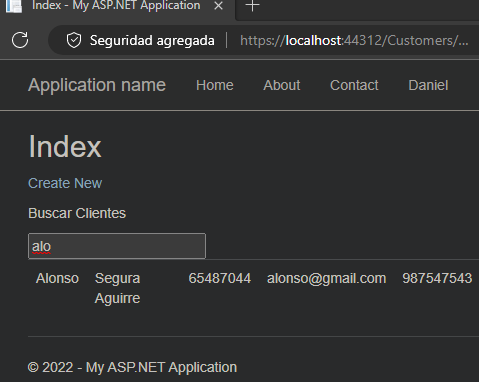 Index - My ASP.NET Application
Seguridad agregada https://localhost:44312/Customers/...
Application name Home About Contact Daniel
Index
Create New
Buscar Clientes
alo
Alonso Segura 65487044 alonso@gmail.com 987547543
Aguirre
© 2022 - My ASP.NET Application